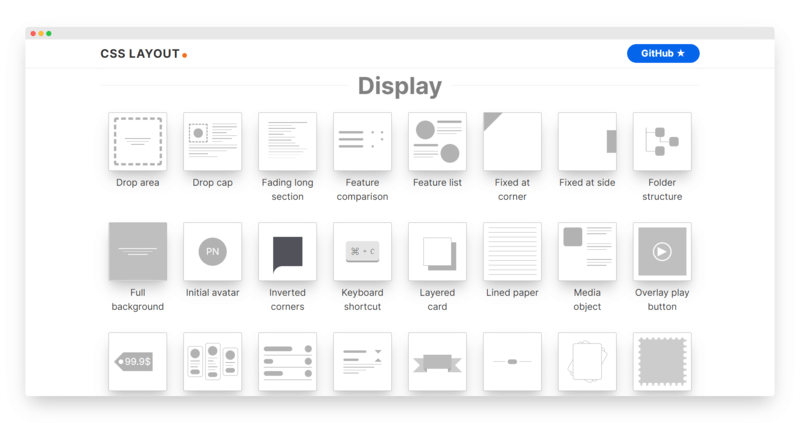 CSS LAYOUT.
GitHub ★
Display
Drop area
Drop cap
Fading long
section
Feature
comparison
Feature list
Fixed at
corner
Fixed at side
Folder
structure
PN
⌘ + C
Full
background
Initial avatar
Inverted
corners
Keyboard
shortcut
Layered
card
Lined paper
Media
object
Overlay play
button
99.9$